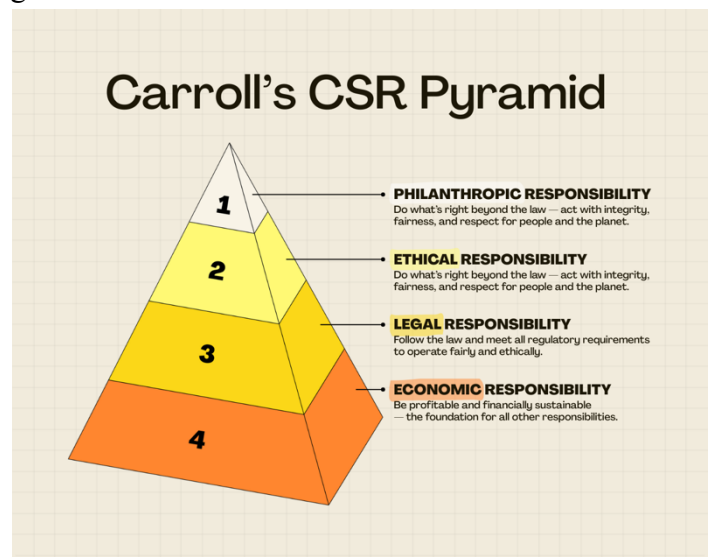 Carroll's CSR Pyramid
1
PHILANTHROPIC RESPONSIBILITY
Do what's right beyond the law — act with integrity,
fairness, and respect for people and the planet.
2
ETHICAL RESPONSIBILITY
Do what's right beyond the law — act with integrity,
fairness, and respect for people and the planet.
3
LEGAL RESPONSIBILITY
Follow the law and meet all regulatory requirements
to operate fairly and ethically.
4
ECONOMIC RESPONSIBILITY
Be profitable and financially sustainable
— the foundation for all other responsibilities.